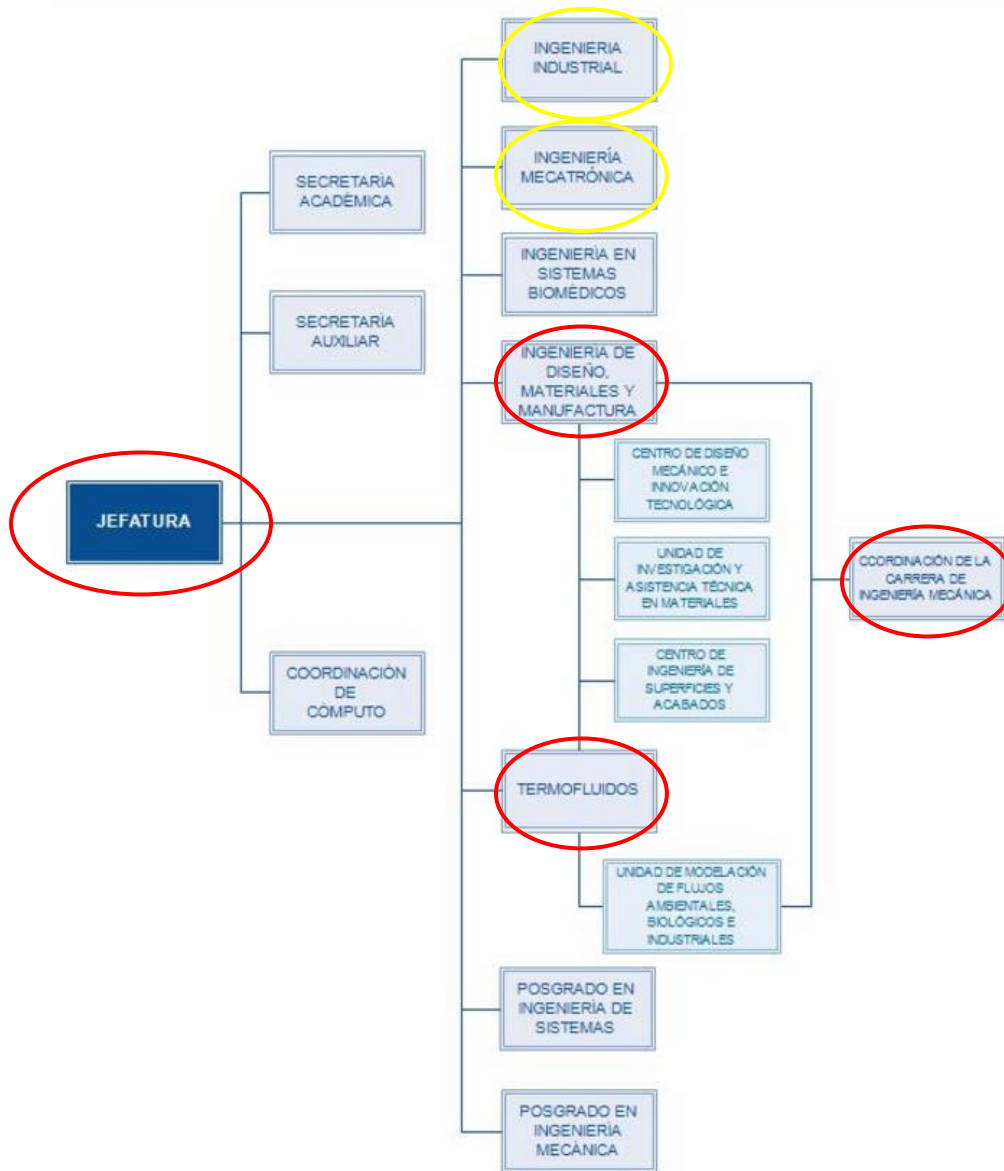 INGENIERIA
INDUSTRIAL
INGENIERÍA
MECATRÓNICA
SECRETARÍA
ACADÉMICA
INGENIERÍA EN
SISTEMAS
BIOMÉDICOS
SECRETARÍA
AUXILIAR
INGENIERIA DE
DISEÑO,
MATERIALES Y
MANUFACTURA
CENTRO DE DISEÑO
MECÁNICO E
INNOVACIÓN
TECNOLÓGICA
JEFATURA
UNIDAD DE
INVESTIGACIÓN Y
ASISTENCIA TÉCNICA
EN MATERIALES
CCORDINACIÓN DE LA
CARRERA DE
INGENIERÍA MECÁNICA
CENTRO DE
INGENIERÍA DE
SUPERFICIES Y
ACABADOS
COORDINACIÓN
DE
CÓMPUTO
TERMOFLUIDOS
UNIDAD DE MODELACIÓN
DE FLUJOS
AMBIENTALES,
BIOLÓGICOS E
INDUSTRIALES
POSGRADO EN
INGENIERÍA DE
SISTEMAS
POSGRADO EN
INGENIERÍA
MECÁNICA